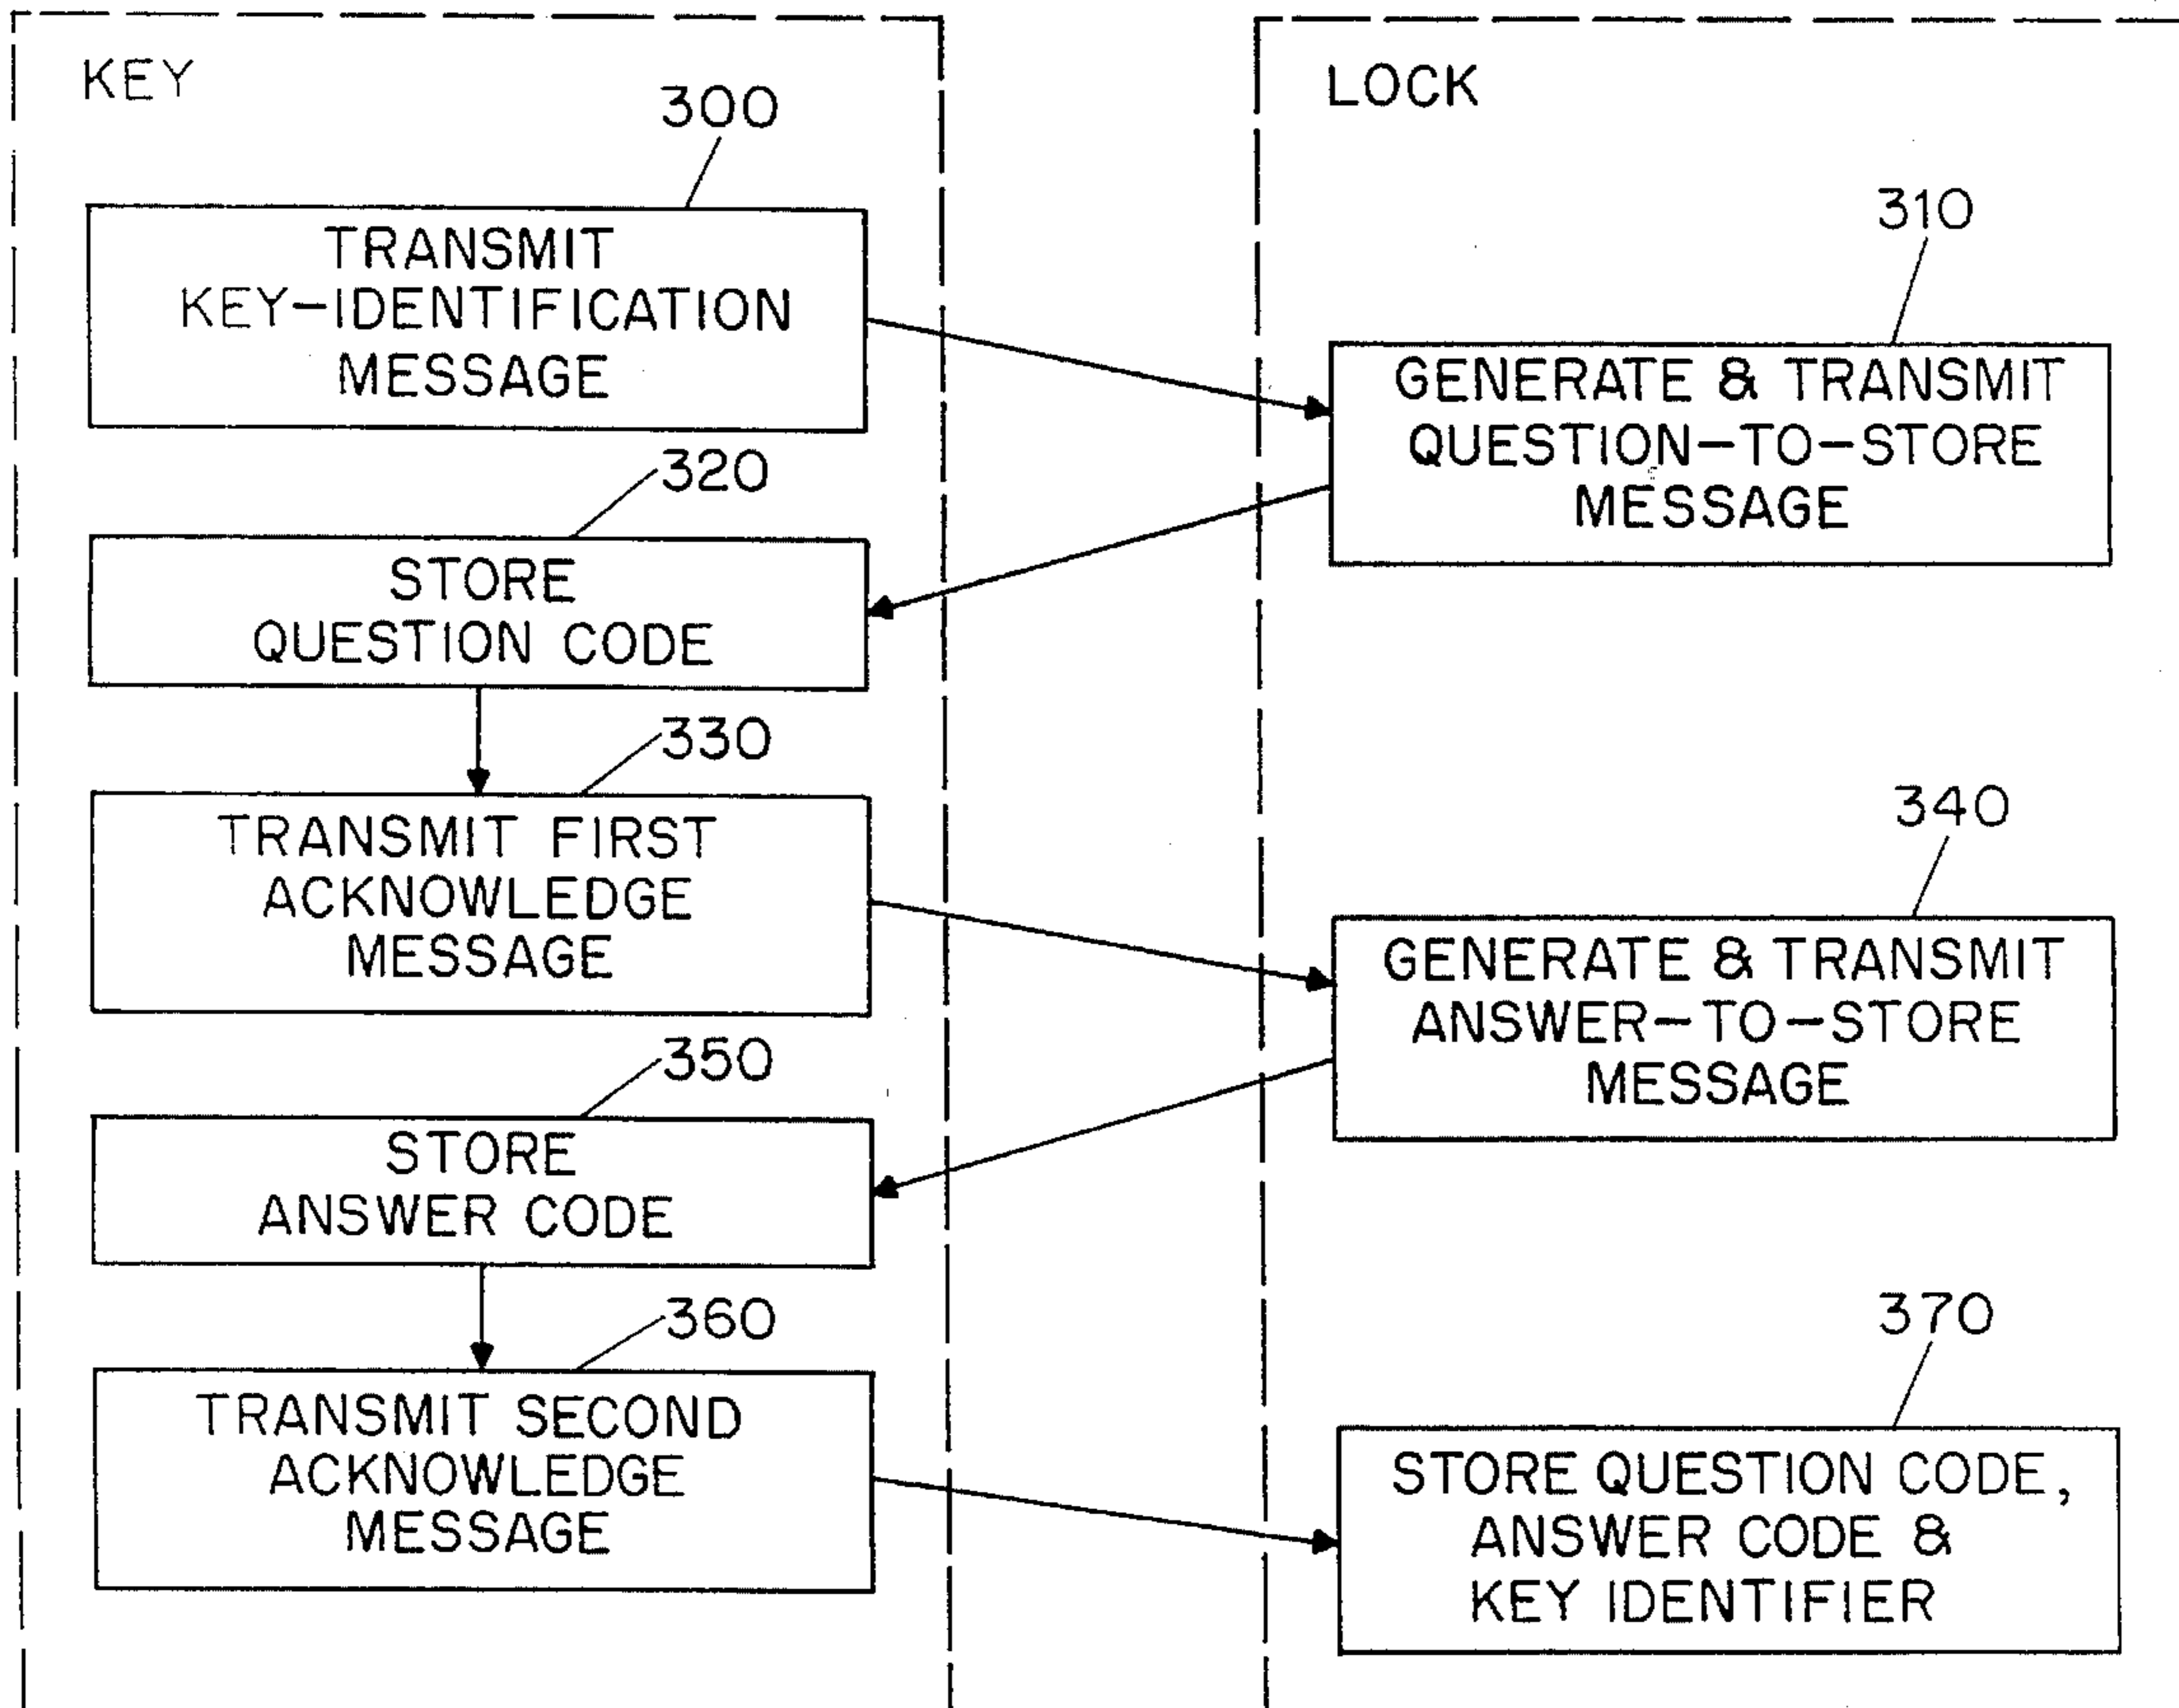 KEY
300
TRANSMIT
KEY-IDENTIFICATION
MESSAGE
320
STORE
QUESTION CODE
330
TRANSMIT FIRST
ACKNOWLEDGE
MESSAGE
350
STORE
ANSWER CODE
360
TRANSMIT SECOND
ACKNOWLEDGE
MESSAGE
LOCK
310
GENERATE & TRANSMIT
QUESTION-TO-STORE
MESSAGE
340
GENERATE & TRANSMIT
ANSWER-TO-STORE
MESSAGE
370
STORE QUESTION CODE,
ANSWER CODE &
KEY IDENTIFIER